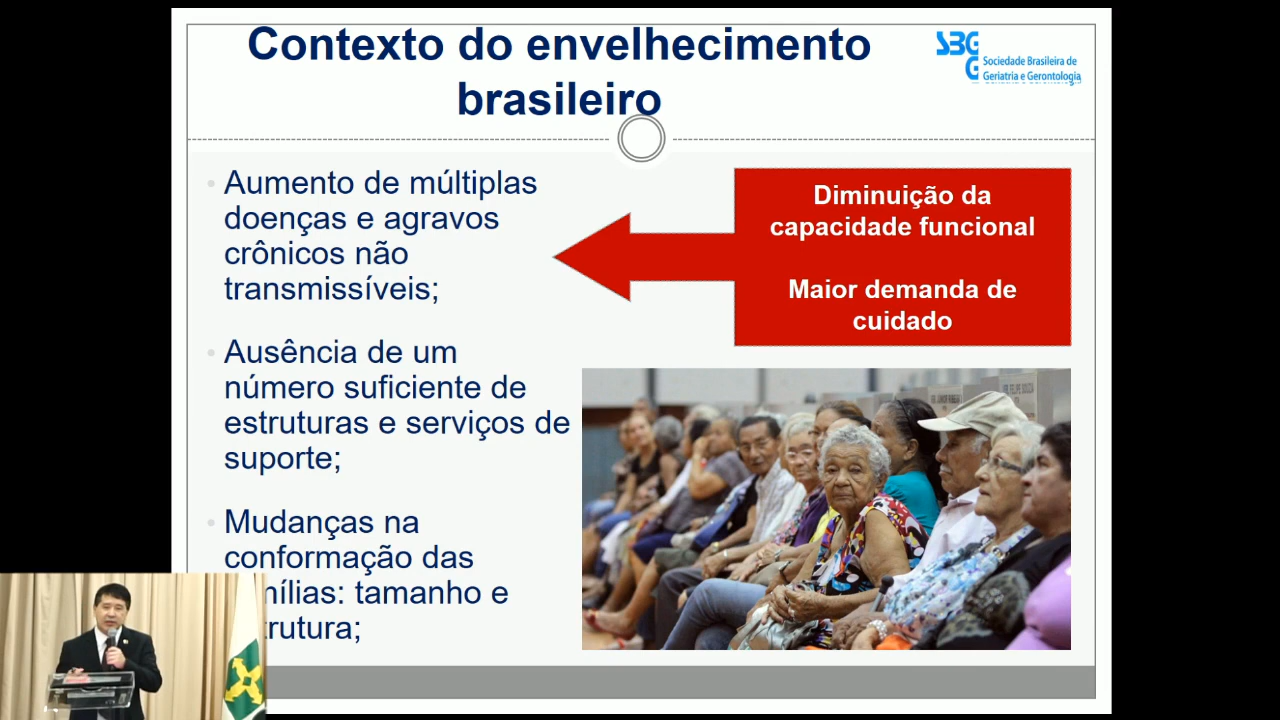 Contexto do envelhecimento
brasileiro
SBG
G
Sociedade Brasileira de
Geriatria e Gerontologia
Aumento de múltiplas
doenças e agravos
crônicos não
transmissíveis;
Diminuição da
capacidade funcional
Maior demanda de
cuidado
Ausência de um
número suficiente de
estruturas e serviços de
suporte;
Mudanças na
conformação das
mílias: tamanho e
trutura;